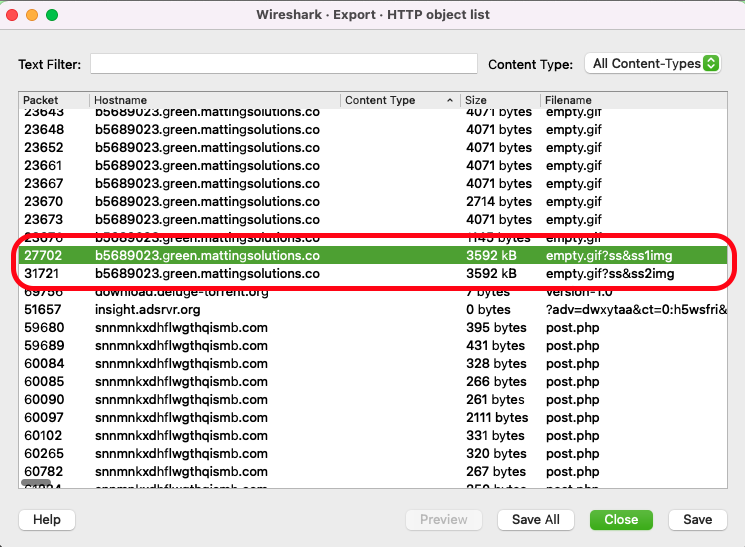 Wireshark · Export · HTTP object list
Text Filter: Content Type: All Content-Types
Packet Hostname Content Type Size Filename
23643 b5689023.green.mattingsolutions.co 4071 bytes empty.gif
23648 b5689023.green.mattingsolutions.co 4071 bytes empty.gif
23652 b5689023.green.mattingsolutions.co 4071 bytes empty.gif
23661 b5689023.green.mattingsolutions.co 4071 bytes empty.gif
23667 b5689023.green.mattingsolutions.co 4071 bytes empty.gif
23670 b5689023.green.mattingsolutions.co 2714 bytes empty.gif
23673 b5689023.green.mattingsolutions.co 4071 bytes empty.gif
23676 b5689023.green.mattingsolutions.co 1145 bytes empty.gif
27702 b5689023.green.mattingsolutions.co 3592 kB empty.gif?ss&ss1img
31721 b5689023.green.mattingsolutions.co 3592 kB empty.gif?ss&ss2img
69756 download.deluge-torrent.org 7 bytes version-1.0
51657 insight.adsrvr.org 0 bytes ?adv=dwxytaa&ct=0:h5wsfri&
59680 snnmnkxdhflwgthqismb.com 395 bytes post.php
59689 snnmnkxdhflwgthqismb.com 431 bytes post.php
60084 snnmnkxdhflwgthqismb.com 328 bytes post.php
60085 snnmnkxdhflwgthqismb.com 266 bytes post.php
60090 snnmnkxdhflwgthqismb.com 261 bytes post.php
60097 snnmnkxdhflwgthqismb.com 2111 bytes post.php
60102 snnmnkxdhflwgthqismb.com 331 bytes post.php
60265 snnmnkxdhflwgthqismb.com 320 bytes post.php
60782 snnmnkxdhflwgthqismb.com 267 bytes post.php
snnmnkxdhflwgthqismb.com bytes post.php
Help Preview Save All Close Save